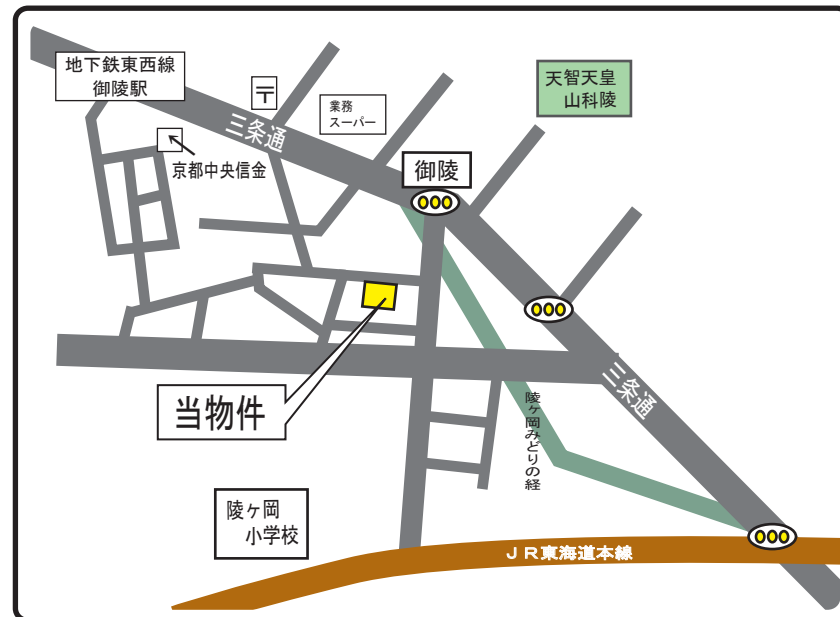 地下鉄東西線
御陵駅
〒
業務
スーパー
天智天皇
山科陵
三条通
京都中央信金
御陵
当物件
三条通
陵ヶ岡みどりの経
陵ヶ岡
小学校
JR東海道本線